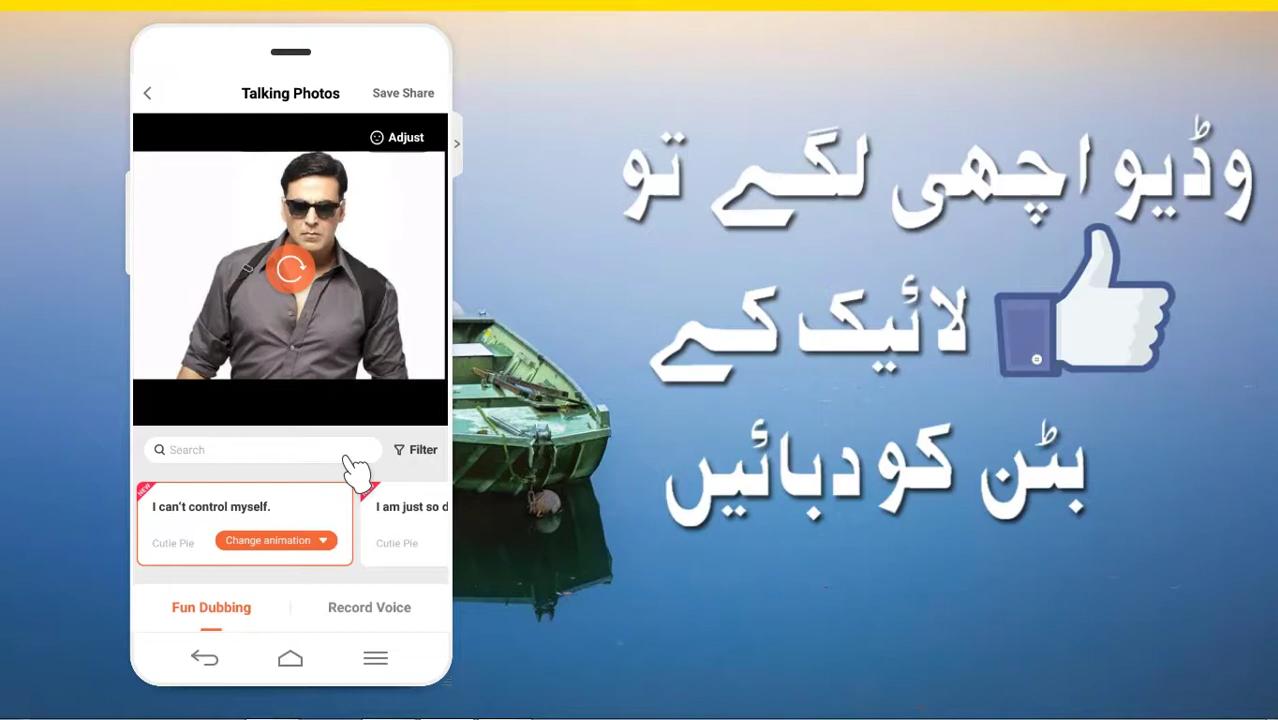 Talking Photos
Save Share
Adjust
Search
Filter
NEW
I can't control myself.
Cutie Pie
Change animation
I am just so d
Cutie Pie
Fun Dubbing
Record Voice
وڈیو اچھی لگے تو
لائیک کے
بٹن کو دبائیں